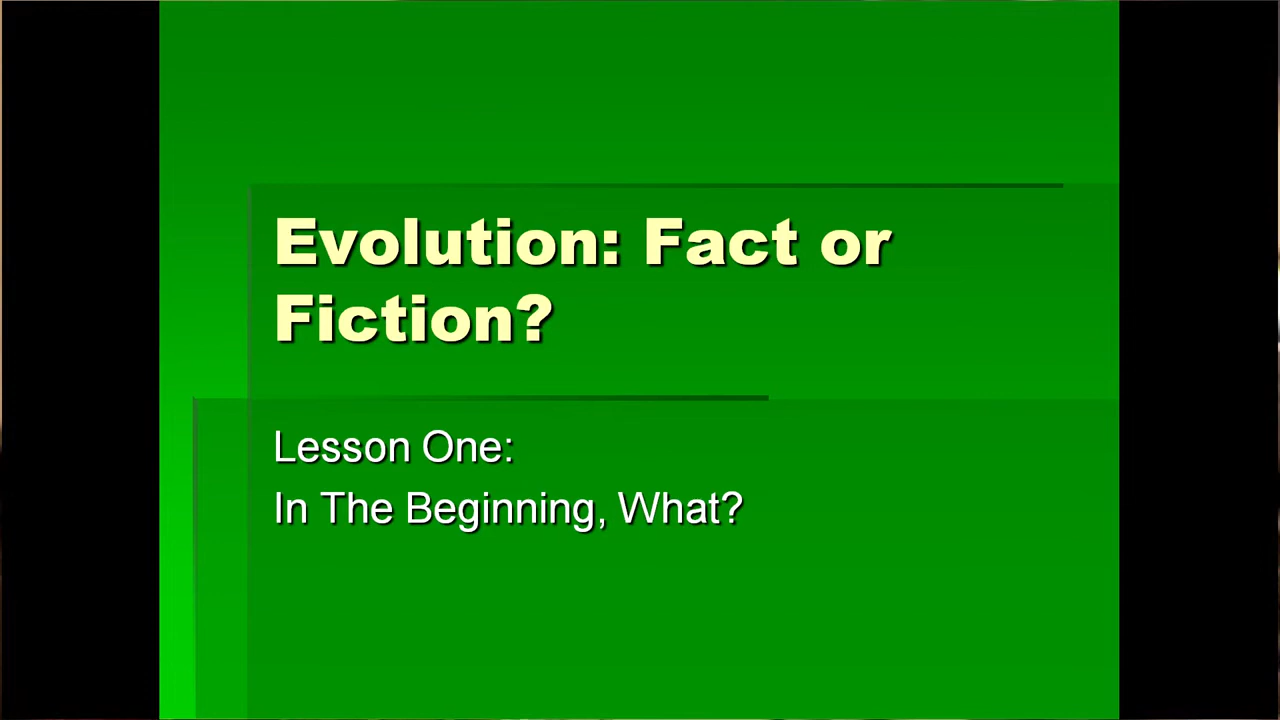 Evolution: Fact or
Fiction?
Lesson One:
In The Beginning, What?